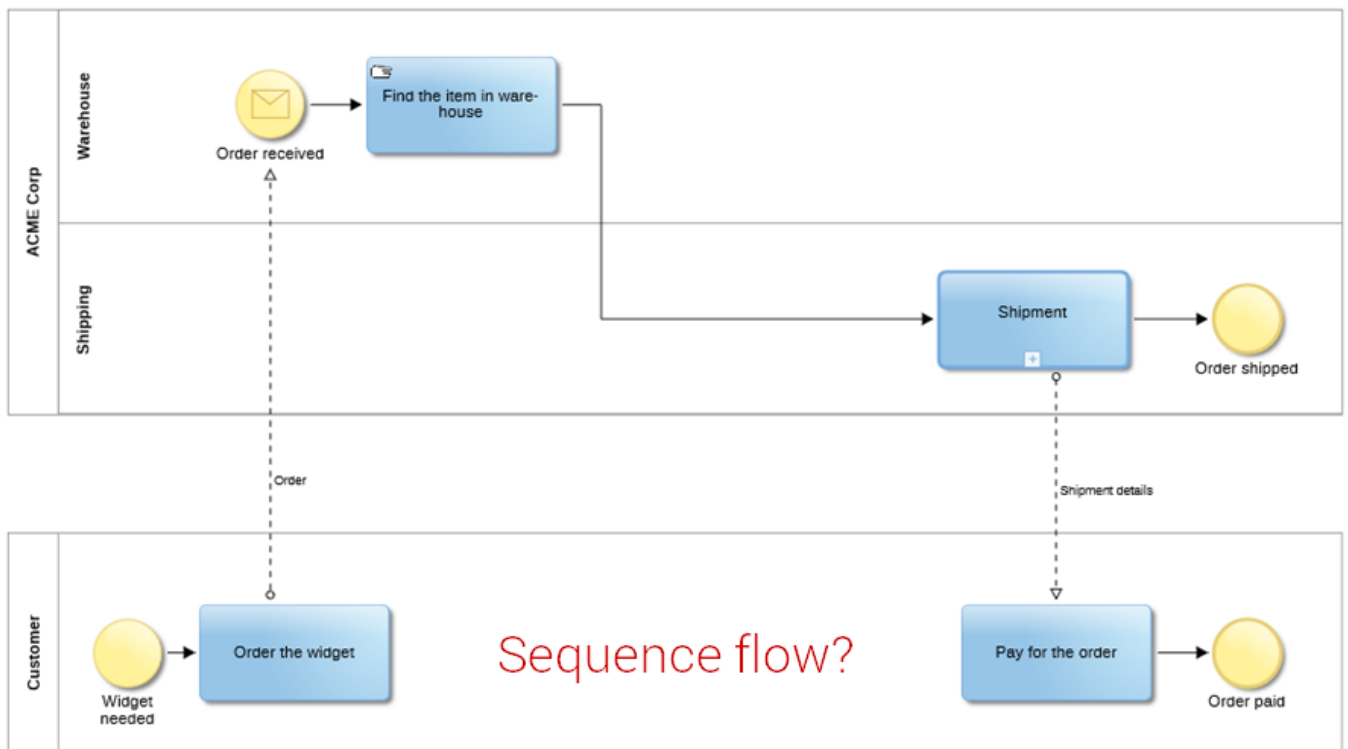 ACME Corp
Warehouse
Order received
Find the item in ware-
house
Shipping
Shipment
Order shipped
Order
Shipment details
Customer
Widget
needed
Order the widget
Sequence flow?
Pay for the order
Order paid